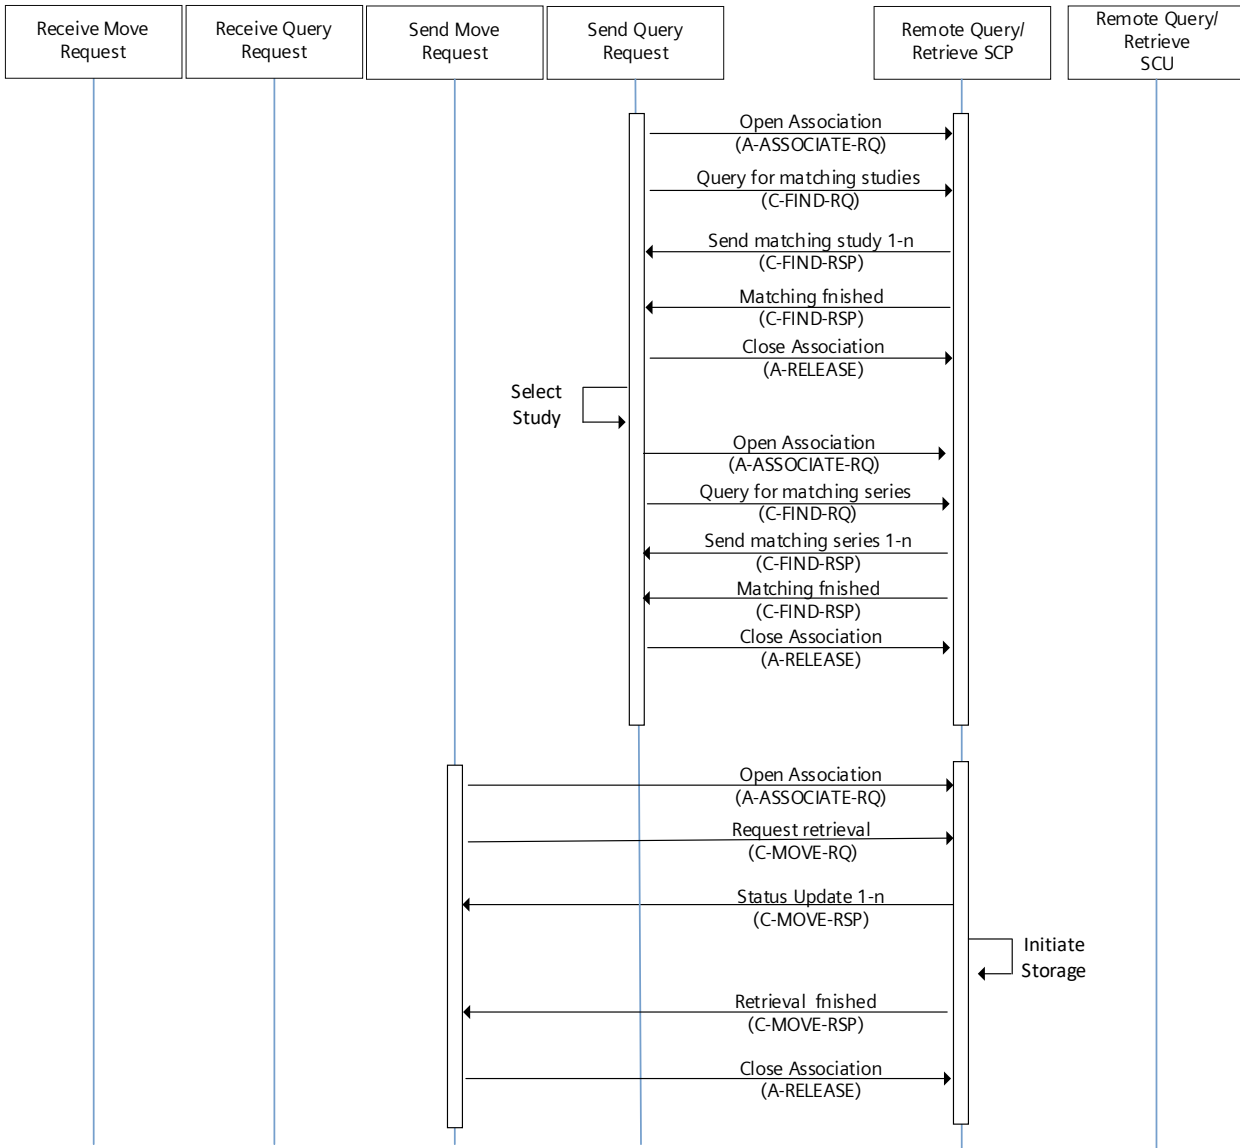 Receive Move
Request
Receive Query
Request
Send Move
Request
Send Query
Request
Remote Query/
Retrieve SCP
Remote Query/
Retrieve
SCU
Open Association
(A-ASSOCIATE-RQ)
Query for matching studies
(C-FIND-RQ)
Send matching study 1-n
(C-FIND-RSP)
Matching fnished
(C-FIND-RSP)
Close Association
(A-RELEASE)
Select
Study
Open Association
(A-ASSOCIATE-RQ)
Query for matching series
(C-FIND-RQ)
Send matching series 1-n
(C-FIND-RSP)
Matching fnished
(C-FIND-RSP)
Close Association
(A-RELEASE)
Open Association
(A-ASSOCIATE-RQ)
Request retrieval
(C-MOVE-RQ)
Status Update 1-n
(C-MOVE-RSP)
Initiate
Storage
Retrieval fnished
(C-MOVE-RSP)
Close Association
(A-RELEASE)